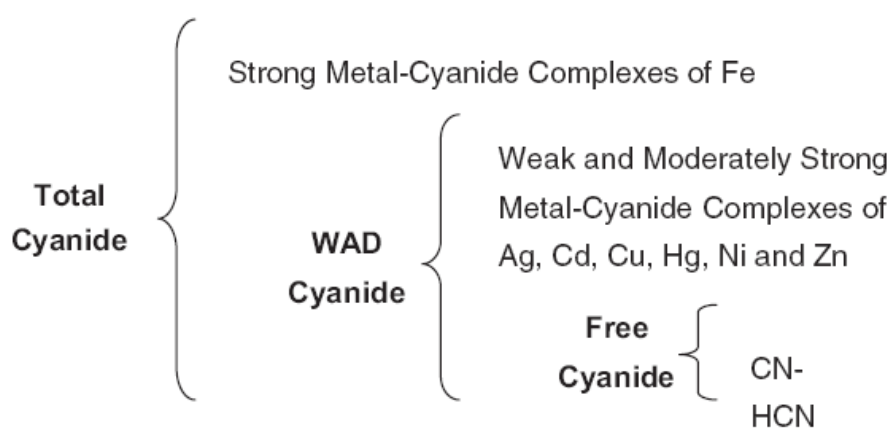 Strong Metal-Cyanide Complexes of Fe
Total
Cyanide
WAD
Cyanide
Weak and Moderately Strong
Metal-Cyanide Complexes of
Ag, Cd, Cu, Hg, Ni and Zn
Free
Cyanide
CN-
HCN